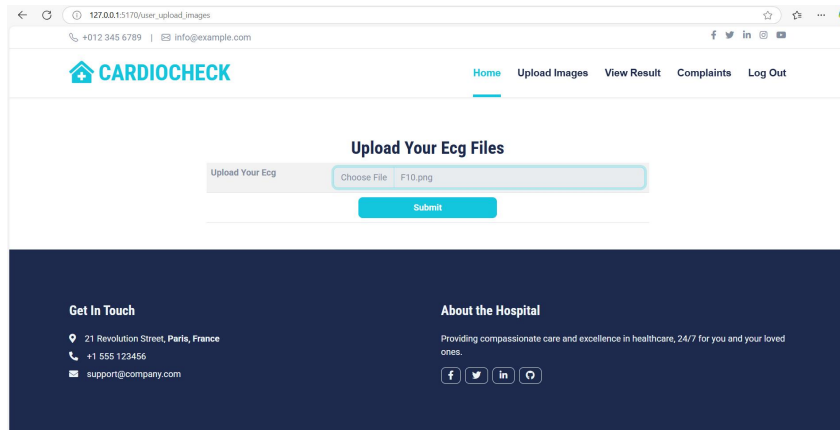 127.0.0.1:5170/user_upload_images
+012 345 6789 | info@example.com
CARDIOCHECK
Home Upload Images View Result Complaints Log Out
Upload Your Ecg Files
Upload Your Ecg
Choose File F10.png
Submit
Get In Touch
21 Revolution Street, Paris, France
+1 555 123456
support@company.com
About the Hospital
Providing compassionate care and excellence in healthcare, 24/7 for you and your loved
ones.